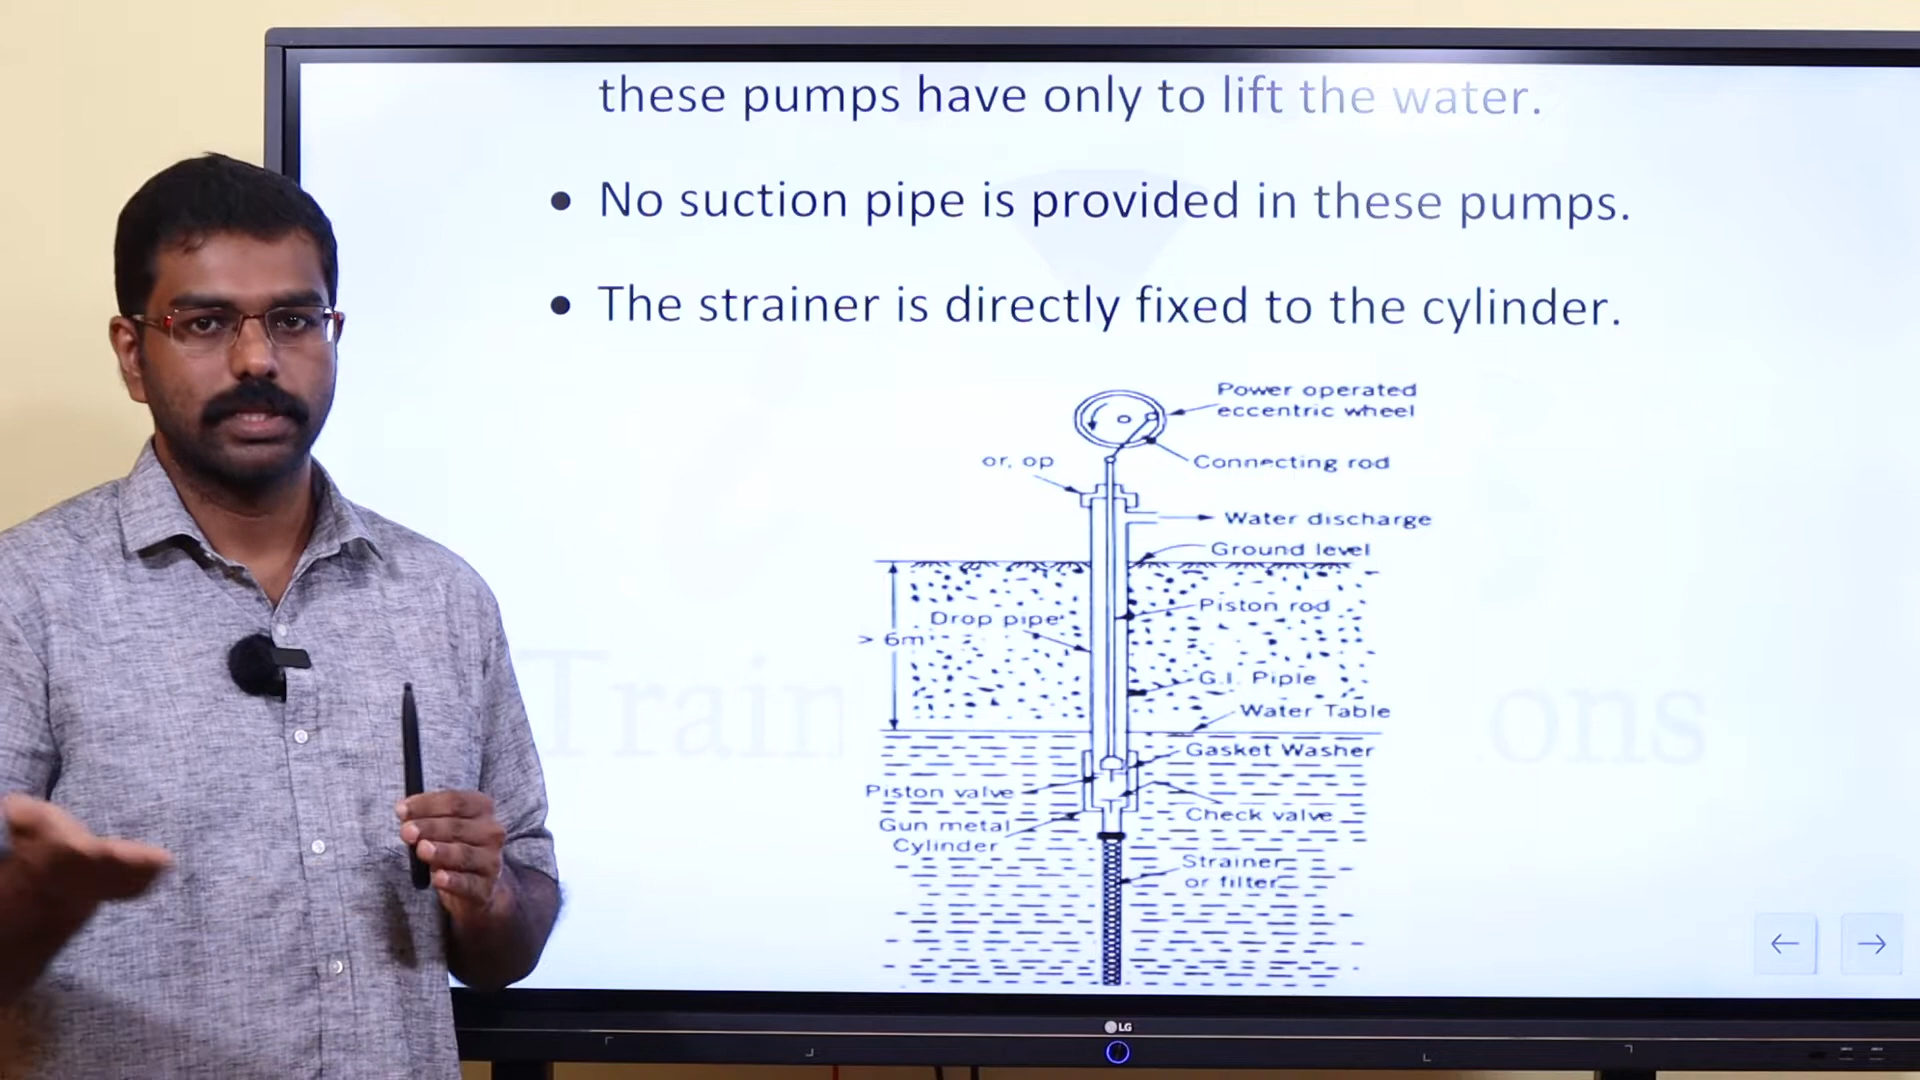 these pumps have only to lift the water.
• No suction pipe is provided in these pumps.
• The strainer is directly fixed to the cylinder.
Power operated
eccentric wheel
or, op
Connecting rod
Water discharge
Ground level
Piston rod
Drop pipe
> 6m
G.I. Piple
Water Table
Gasket Washer
Piston valve
Check valve
Gun metal
Cylinder
Strainer
or filter
Train
ons
LG